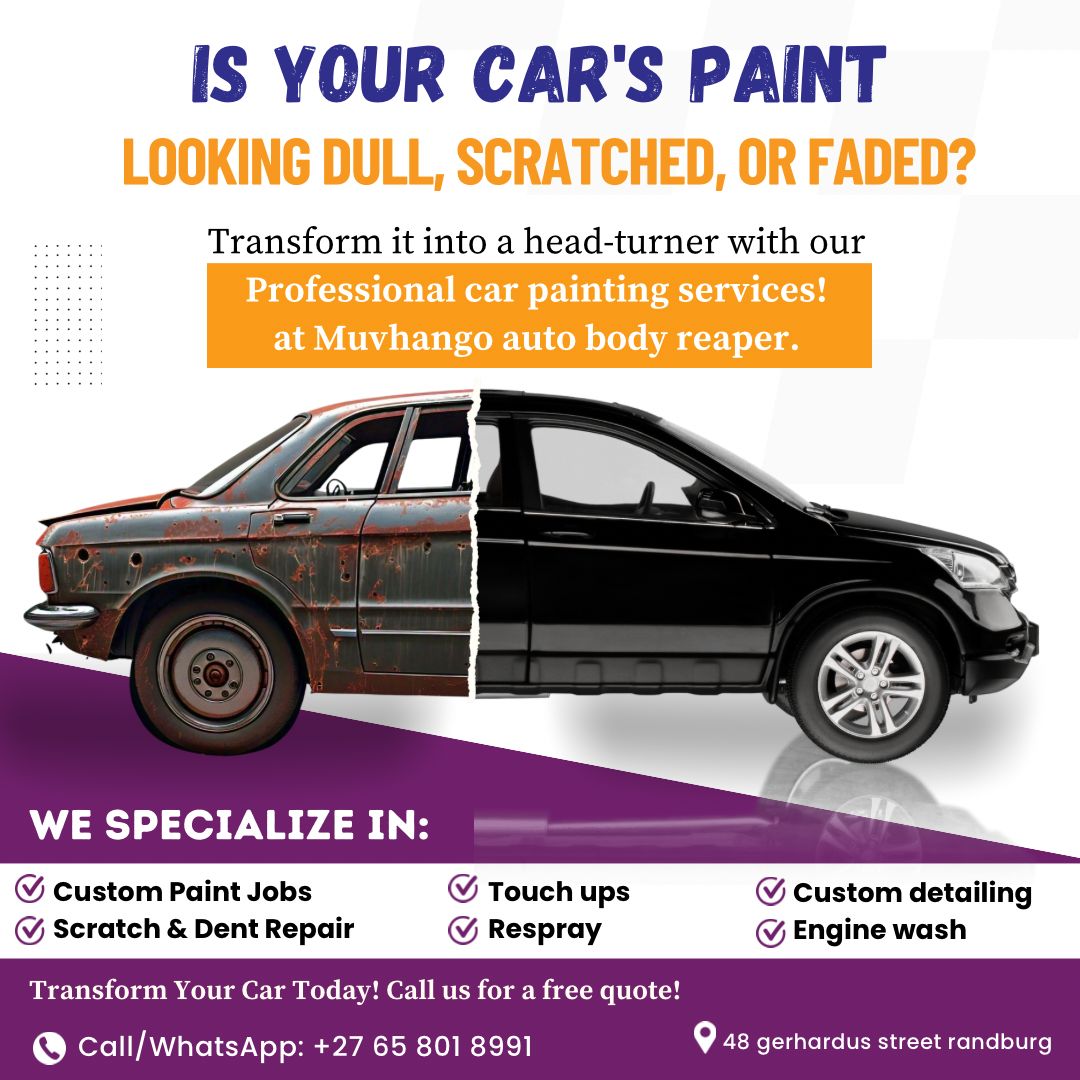 IS YOUR CAR'S PAINT
LOOKING DULL, SCRATCHED, OR FADED?
Transform it into a head-turner with our
Professional car painting services!
at Muvhango auto body reaper.
WE SPECIALIZE IN:
Custom Paint Jobs
Scratch & Dent Repair
Touch ups
Respray
Custom detailing
Engine wash
Transform Your Car Today! Call us for a free quote!
Call/WhatsApp: +27 65 801 8991
48 gerhardus street randburg